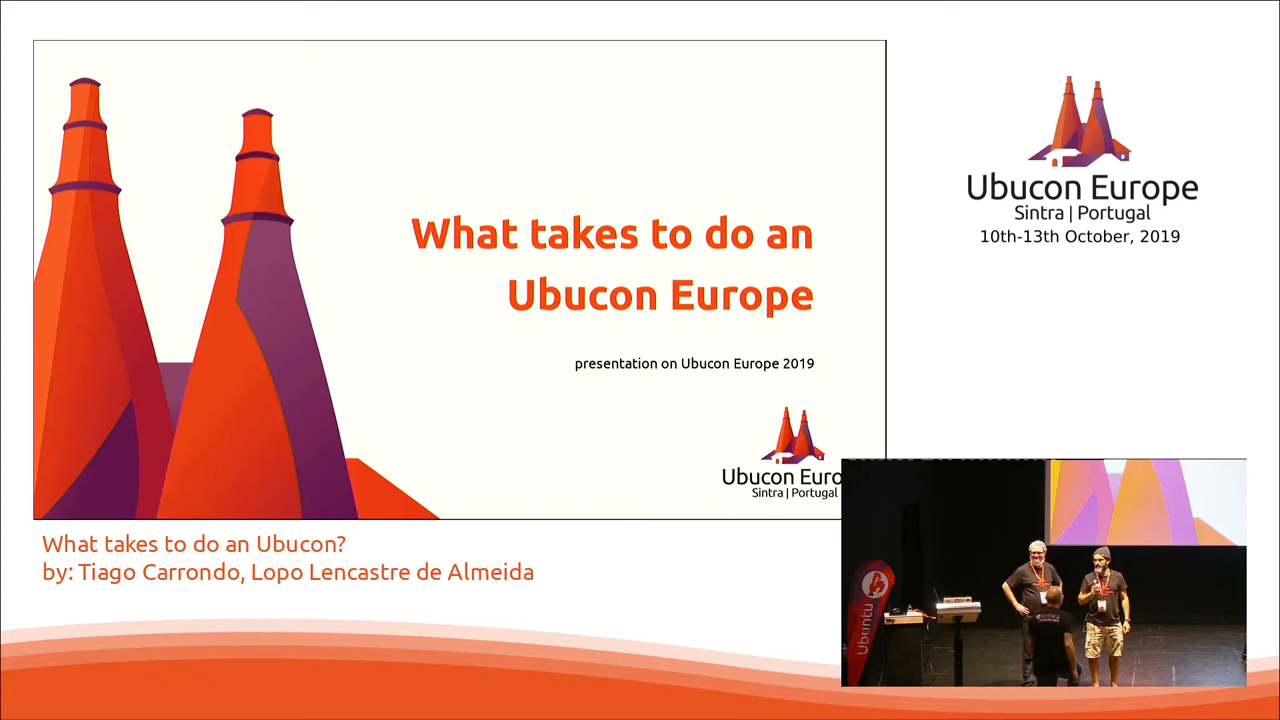 What takes to do an
Ubucon Europe
presentation on Ubucon Europe 2019
Ubucon Euro
Sintra | Portugal
Ubucon Europe
Sintra | Portugal
10th-13th October, 2019
What takes to do an Ubucon?
by: Tiago Carrondo, Lopo Lencastre de Almeida
Ubuntu